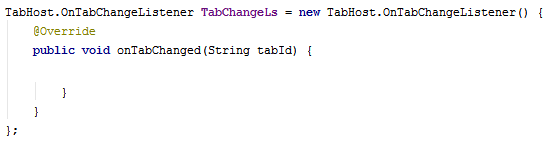 TabHost.OnTabChangeListener TabChangeLs = new TabHost.OnTabChangeListener() {
    @Override
    public void onTabChanged(String tabId) {

        }
    }
};